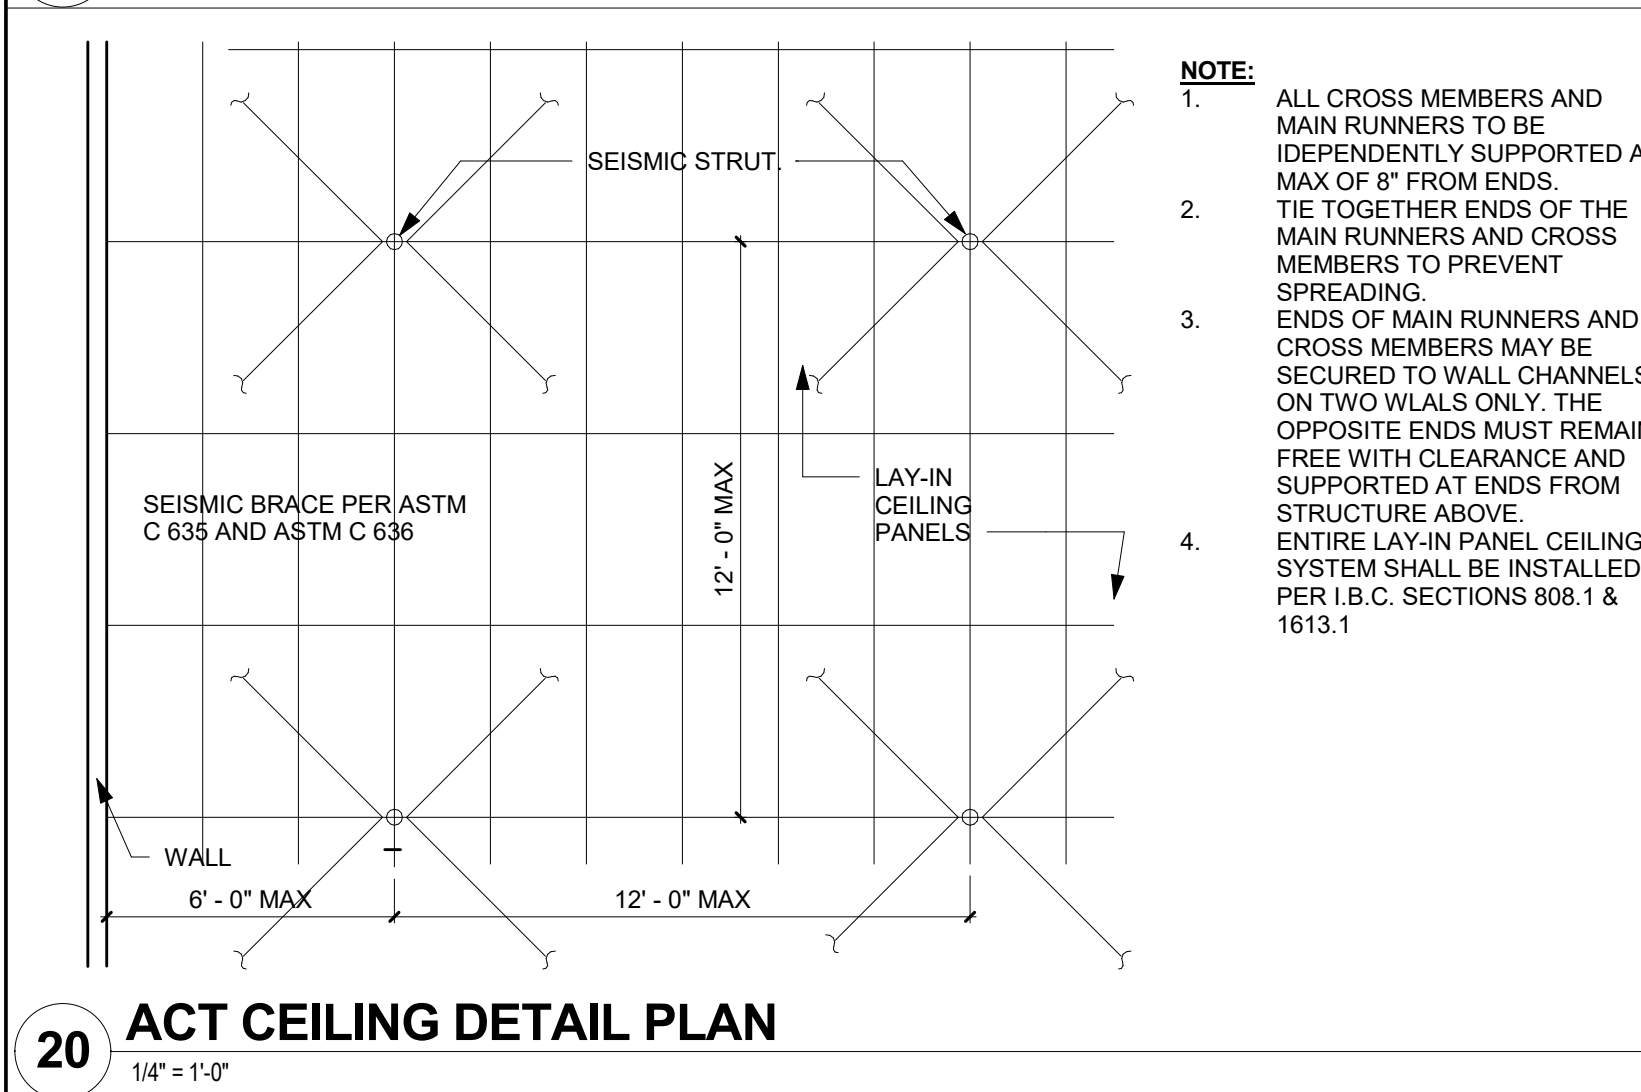 SEISMIC STRUT.
12' - 0" MAX
LAY-IN
CEILING
PANELS
SEISMIC BRACE PER ASTM
C 635 AND ASTM C 636
WALL
6' - 0" MAX
12' - 0" MAX
NOTE:
1. ALL CROSS MEMBERS AND
MAIN RUNNERS TO BE
IDEPENDENTLY SUPPORTED
MAX OF 8" FROM ENDS.
2. TIE TOGETHER ENDS OF THE
MAIN RUNNERS AND CROSS
MEMBERS TO PREVENT
SPREADING.
3. ENDS OF MAIN RUNNERS AND
CROSS MEMBERS MAY BE
SECURED TO WALL CHANNELS
ON TWO WLALS ONLY. THE
OPPOSITE ENDS MUST REMAIN
FREE WITH CLEARANCE AND
SUPPORTED AT ENDS FROM
STRUCTURE ABOVE.
4. ENTIRE LAY-IN PANEL CEILING
SYSTEM SHALL BE INSTALLED
PER I.B.C. SECTIONS 808.1 &
1613.1
20 ACT CEILING DETAIL PLAN
1/4" = 1'-0"